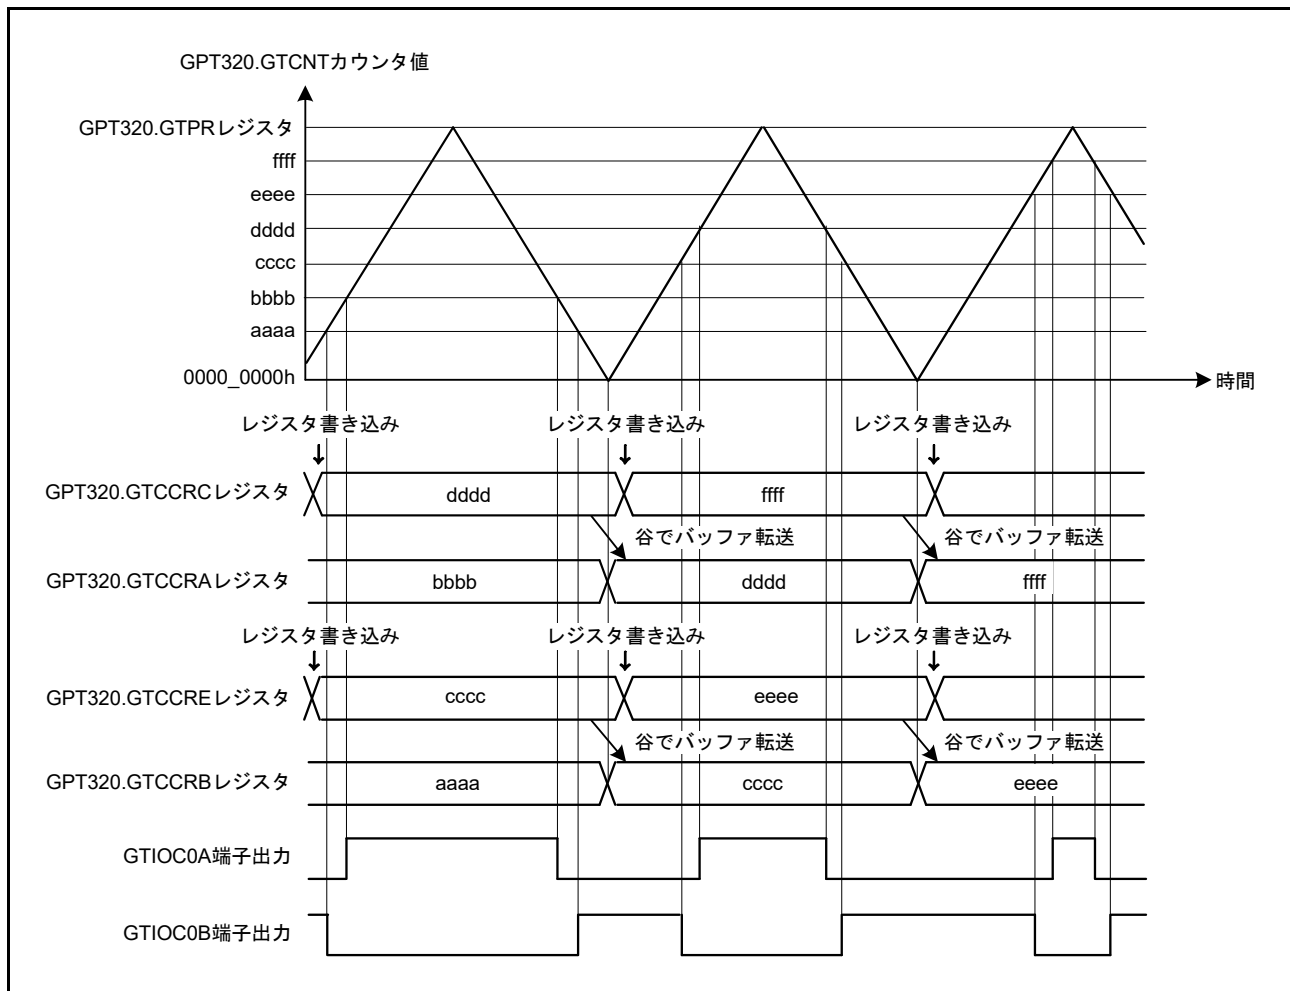 GPT320.GTCNTカウンタ値
GPT320.GTPRレジスタ
ffff
eeee
dddd
cccc
bbbb
aaaa
0000_0000h
時間
レジスタ書き込み レジスタ書き込み レジスタ書き込み
GPT320.GTCCRCレジスタ dddd ffff
谷でバッファ転送 谷でバッファ転送
GPT320.GTCCRAレジスタ bbbb dddd ffff
レジスタ書き込み レジスタ書き込み レジスタ書き込み
GPT320.GTCCREレジスタ cccc eeee
谷でバッファ転送 谷でバッファ転送
GPT320.GTCCRBレジスタ aaaa cccc eeee
GTIOC0A端子出力
GTIOC0B端子出力